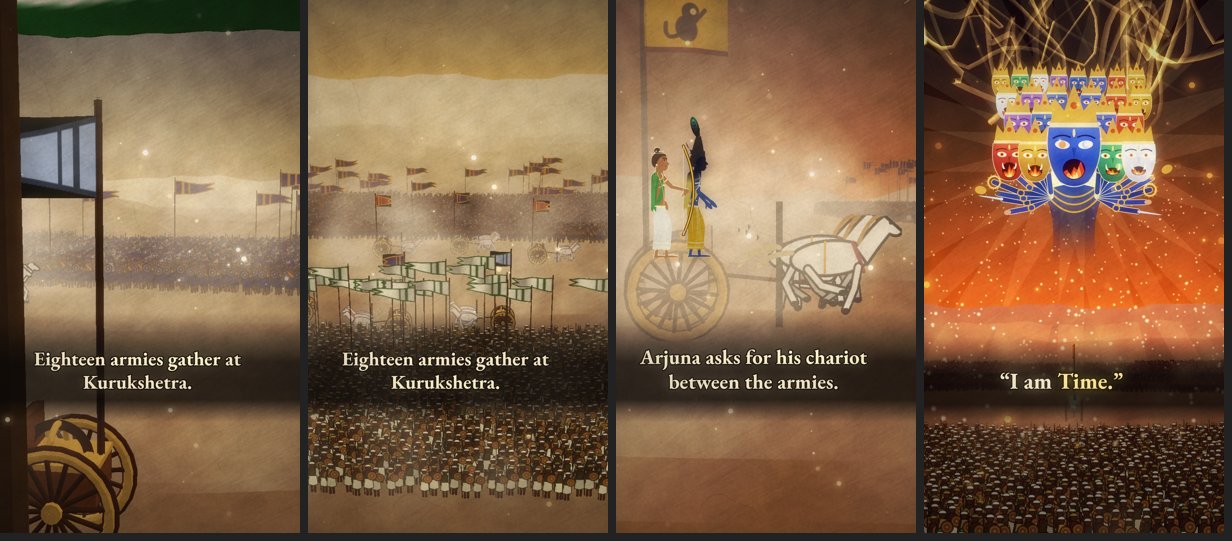 Eighteen armies gather at
Kurukshetra.
Eighteen armies gather at
Kurukshetra.
Arjuna asks for his chariot
between the armies.
“I am Time.”